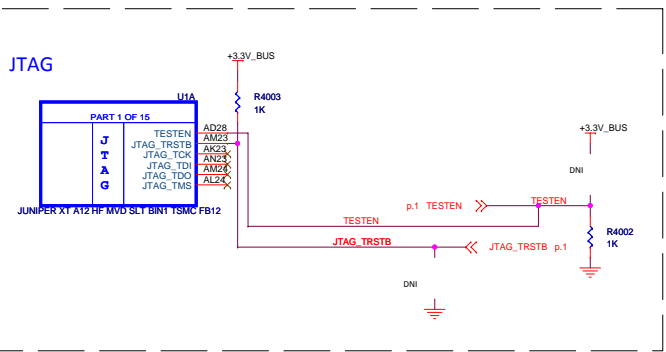 JTAG
+3.3V_BUS
R4003
1K
U1A
PART 1 OF 15
J
T
A
G
TESTEN
JTAG_TRSTB
JTAG_TCK
JTAG_TDI
JTAG_TDO
JTAG_TMS
AD28
AM23
AK23
AN23
AM24
AL24
JUNIPER XT A12 HF MVD SLT BIN1 TSMC FB12
+3.3V_BUS
DNI
p.1 TESTEN
TESTEN
TESTEN
R4002
1K
JTAG_TRSTB
JTAG_TRSTB p.1
DNI